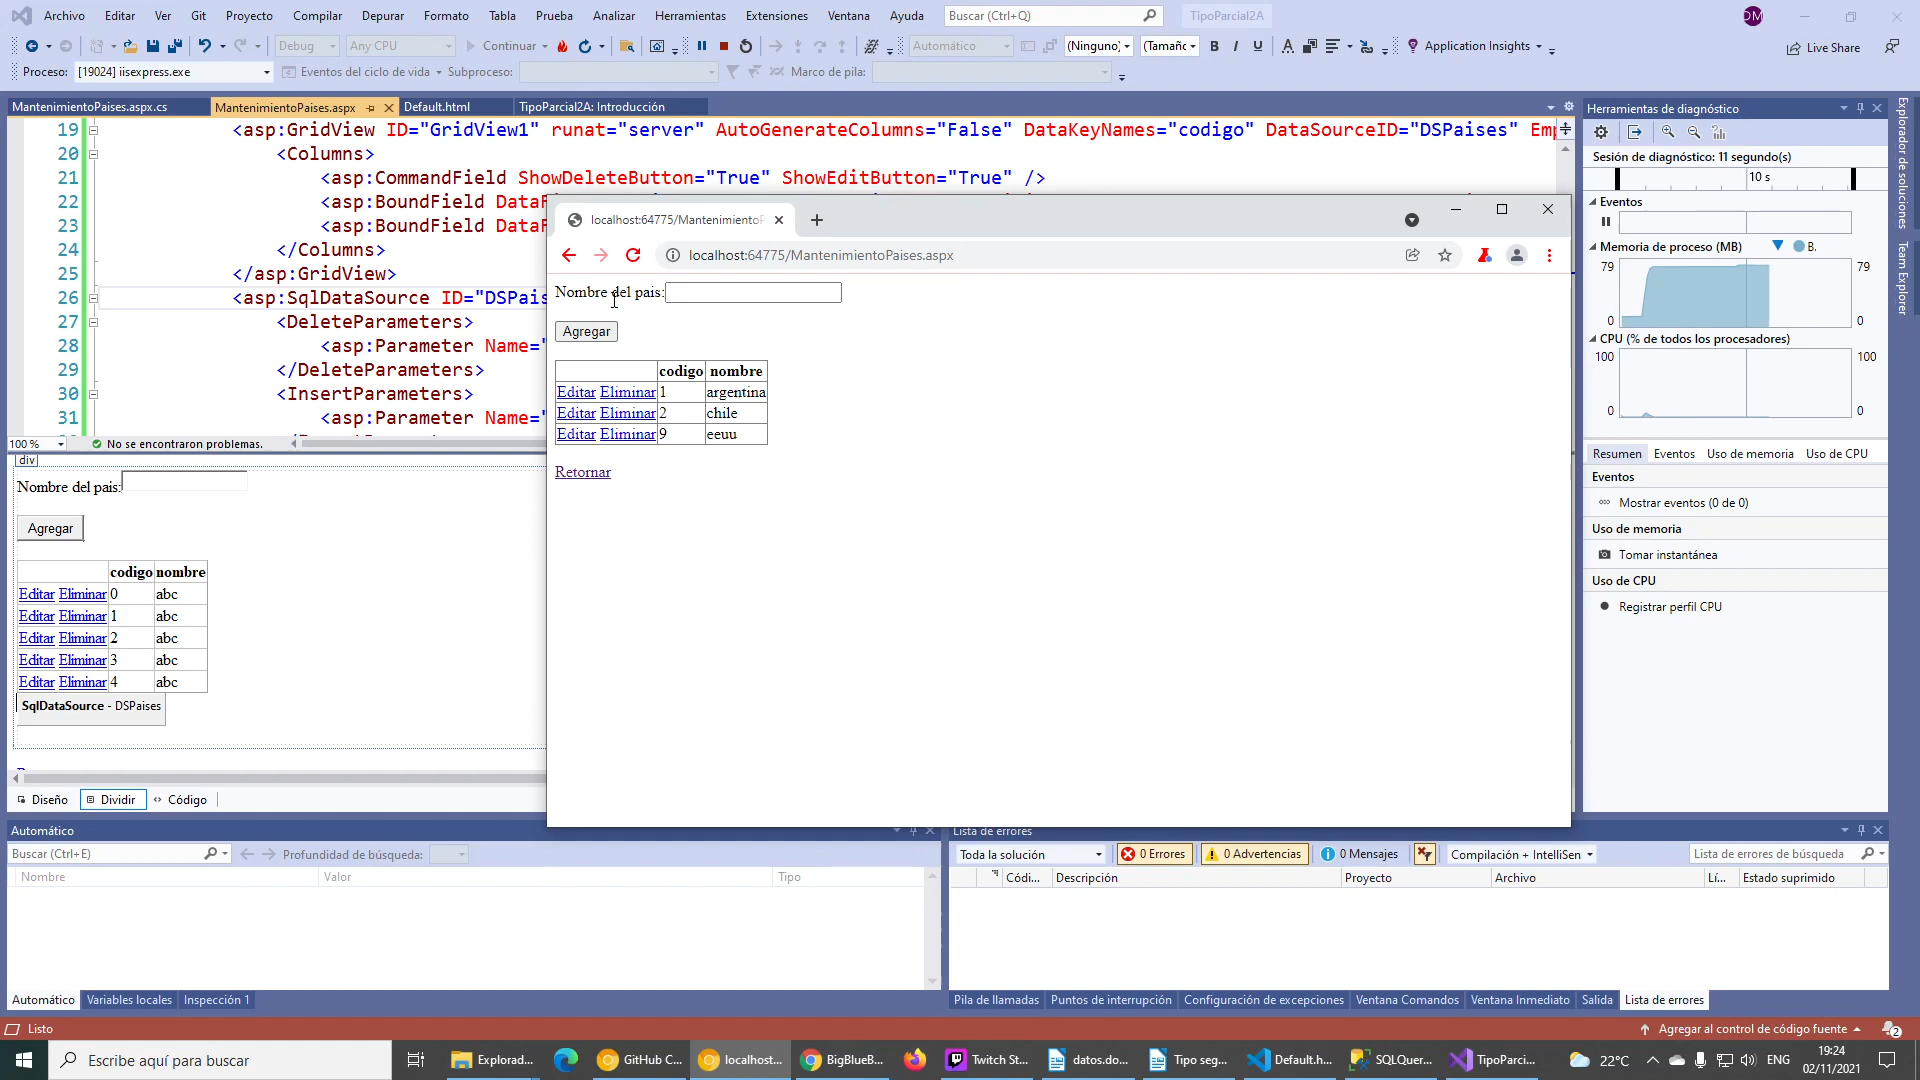 Archivo Editar Ver Git Proyecto Compilar Depurar Formato Tabla Prueba Analizar Herramientas Extensiones Ventana Ayuda Buscar (Ctrl+Q) TipoParcial2A DM
Debug Any CPU Continuar Automático (Ninguno) (Tamañc B I U A Application Insights Live Share
Proceso: [19024] iisexpress.exe Eventos del ciclo de vida Subproceso: Marco de pila:
MantenimientoPaises.aspx.cs MantenimientoPaises.aspx Default.html TipoParcial2A: Introducción
19 <asp:GridView ID="GridView1" runat="server" AutoGenerateColumns="False" DataKeyNames="codigo" DataSourceID="DSPaises" Emp
20 <Columns>
21 <asp:CommandField ShowDeleteButton="True" ShowEditButton="True" />
22 <asp:BoundField DataF
23 <asp:BoundField DataF
24 </Columns>
25 </asp:GridView>
26 <asp:SqlDataSource ID="DSPais
27 <DeleteParameters>
28 <asp:Parameter Name="
29 </DeleteParameters>
30 <InsertParameters>
31 <asp:Parameter Name="
100 % No se encontraron problemas.
div
Nombre del pais:
Agregar
codigo nombre
Editar Eliminar 0 abc
Editar Eliminar 1 abc
Editar Eliminar 2 abc
Editar Eliminar 3 abc
Editar Eliminar 4 abc
SqlDataSource - DSPaises
Diseño Dividir Código
localhost:64775/MantenimientoP
localhost:64775/MantenimientoPaises.aspx
Nombre del pais:
Agregar
codigo nombre
Editar Eliminar 1 argentina
Editar Eliminar 2 chile
Editar Eliminar 9 eeuu
Retornar
Herramientas de diagnóstico
Sesión de diagnóstico: 11 segundo(s)
10 s
Eventos
Memoria de proceso (MB) B.
79 79
0 0
CPU (% de todos los procesadores)
100 100
0 0
Resumen Eventos Uso de memoria Uso de CPU
Eventos
Mostrar eventos (0 de 0)
Uso de memoria
Tomar instantánea
Uso de CPU
Registrar perfil CPU
Explorador de soluciones
Team Explorer
Automático
Buscar (Ctrl+E) Profundidad de búsqueda:
Nombre Valor Tipo
Automático Variables locales Inspección 1
Lista de errores
Toda la solución 0 Errores 0 Advertencias 0 Mensajes Compilación + IntelliSen Lista de errores de búsqueda
Códi... Descripción Proyecto Archivo Lí... Estado suprimido
Pila de llamadas Puntos de interrupción Configuración de excepciones Ventana Comandos Ventana Inmediato Salida Lista de errores
Listo Agregar al control de código fuente 2
Escribe aquí para buscar Explorad... GitHub C... localhost... BigBlueB... Twitch St... datos.do... Tipo seg... Default.h... SQLQuer... TipoParci... 22°C ENG 19:24
02/11/2021